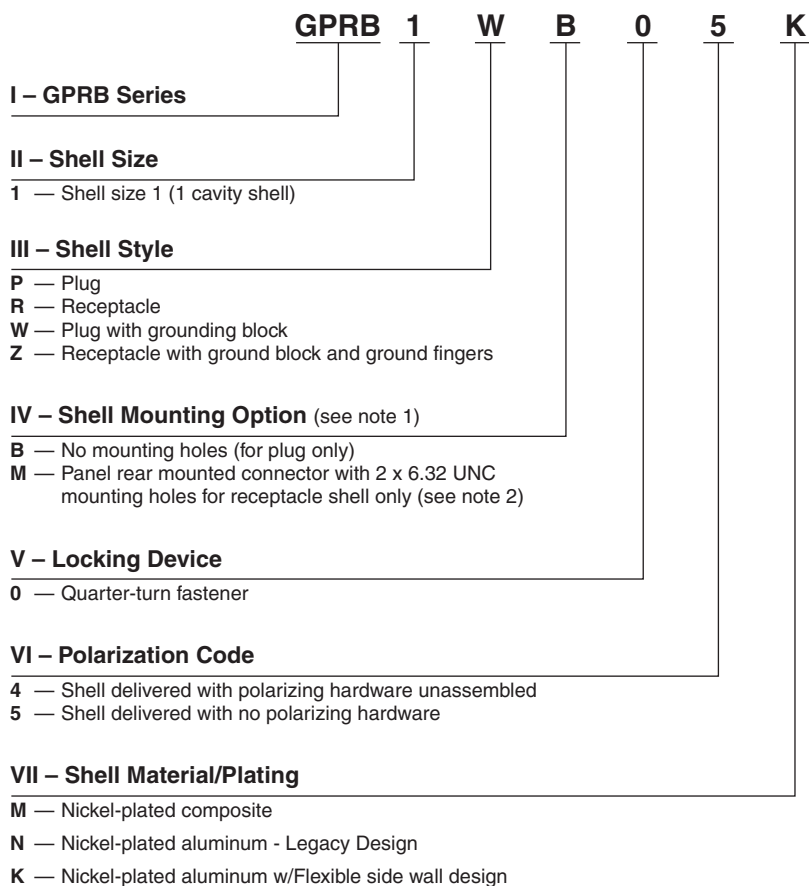 GPRB 1 W B 0 5 K
I – GPRB Series
II – Shell Size
1 — Shell size 1 (1 cavity shell)
III – Shell Style
P — Plug
R — Receptacle
W — Plug with grounding block
Z — Receptacle with ground block and ground fingers
IV – Shell Mounting Option (see note 1)
B — No mounting holes (for plug only)
M — Panel rear mounted connector with 2 x 6.32 UNC
mounting holes for receptacle shell only (see note 2)
V – Locking Device
0 — Quarter-turn fastener
VI – Polarization Code
4 — Shell delivered with polarizing hardware unassembled
5 — Shell delivered with no polarizing hardware
VII – Shell Material/Plating
M — Nickel-plated composite
N — Nickel-plated aluminum - Legacy Design
K — Nickel-plated aluminum w/Flexible side wall design